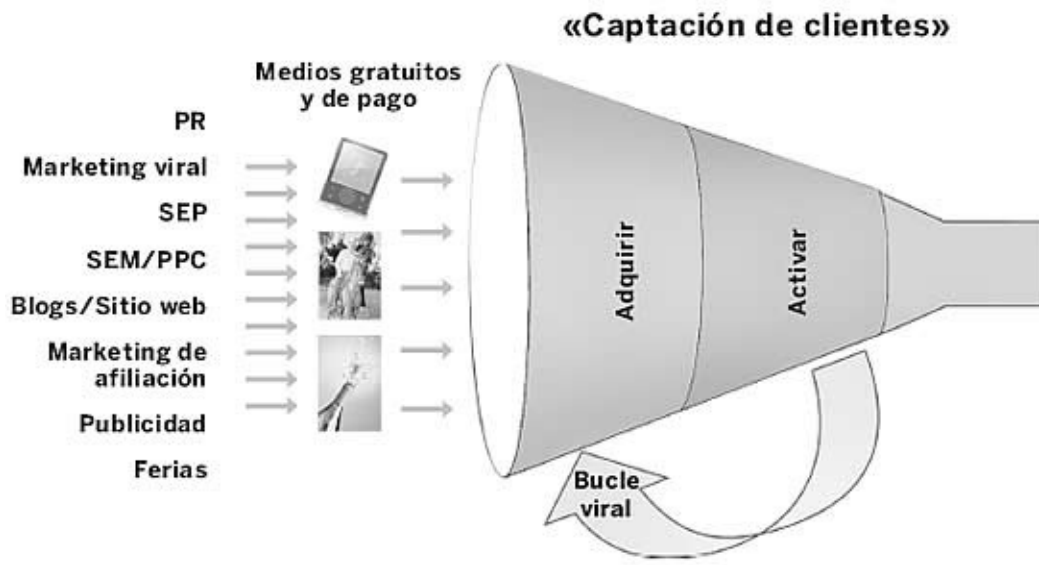 «Captación de clientes»
Medios gratuitos
y de pago
PR
Marketing viral
SEP
SEM/PPC
Blogs/Sitio web
Marketing de
afiliación
Publicidad
Ferias
Adquirir
Activar
Bucle
viral